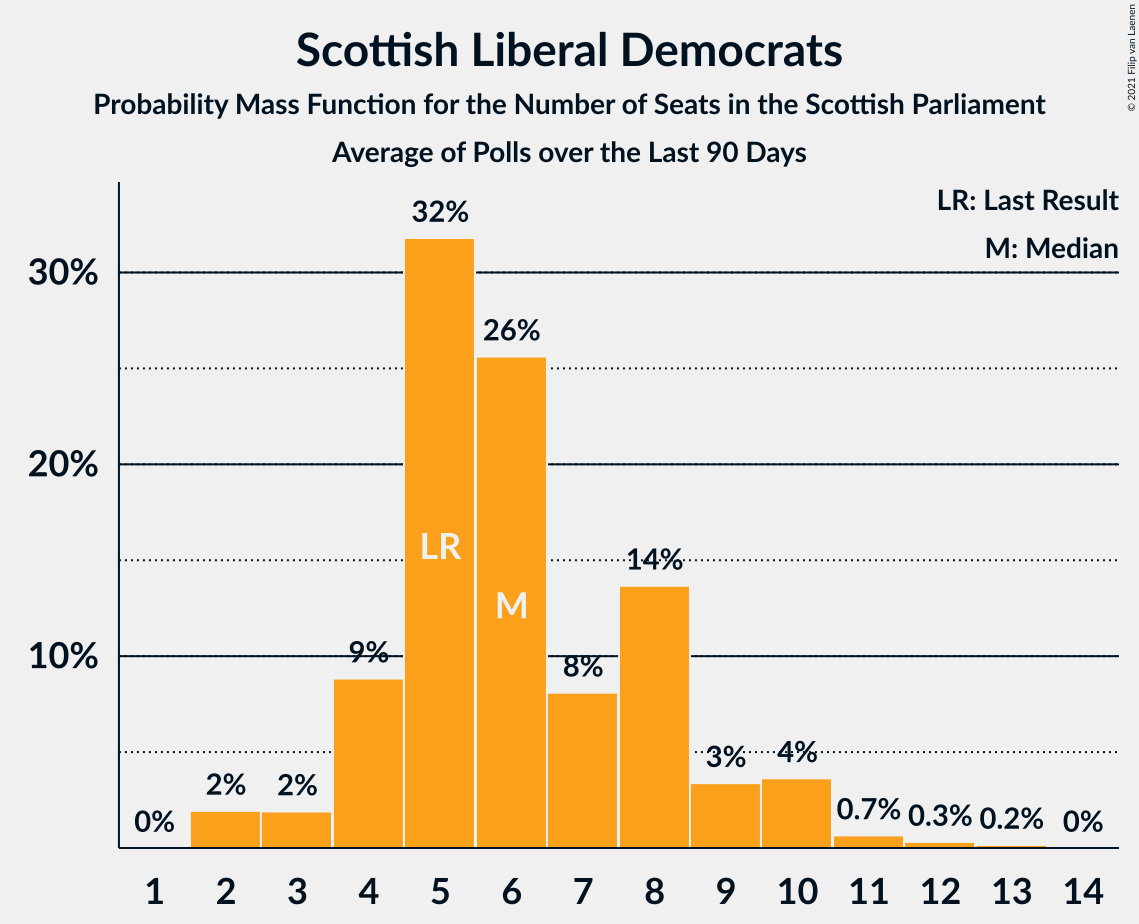 Scottish Liberal Democrats
Probability Mass Function for the Number of Seats in the Scottish Parliament
Average of Polls over the Last 90 Days
© 2021 Filip van Laenen
LR: Last Result
M: Median
32%
30%
26%
20%
LR
14%
M
10%
9%
8%
3%
4%
2%
2%
0%
0.7%
0.3%
0.2%
0%
1 2 3 4 5 6 7 8 9 10 11 12 13 14